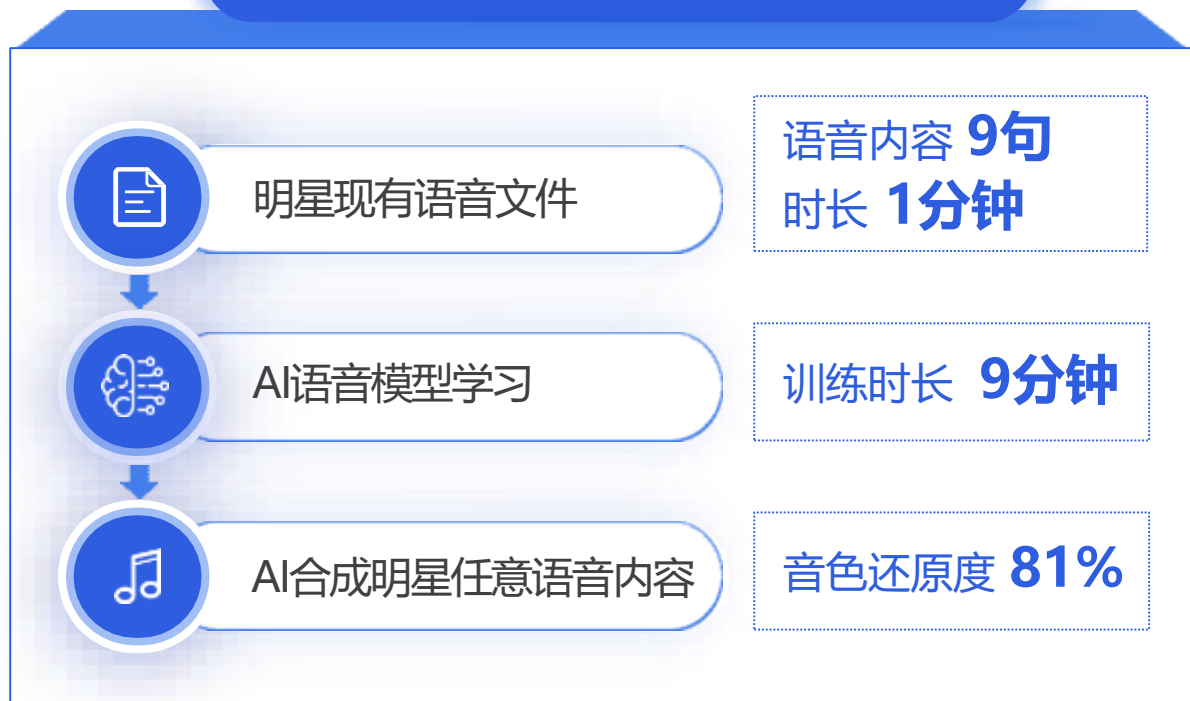 明星现有语音文件
语音内容 9句
时长 1分钟
AI语音模型学习
训练时长 9分钟
AI合成明星任意语音内容
音色还原度 81%